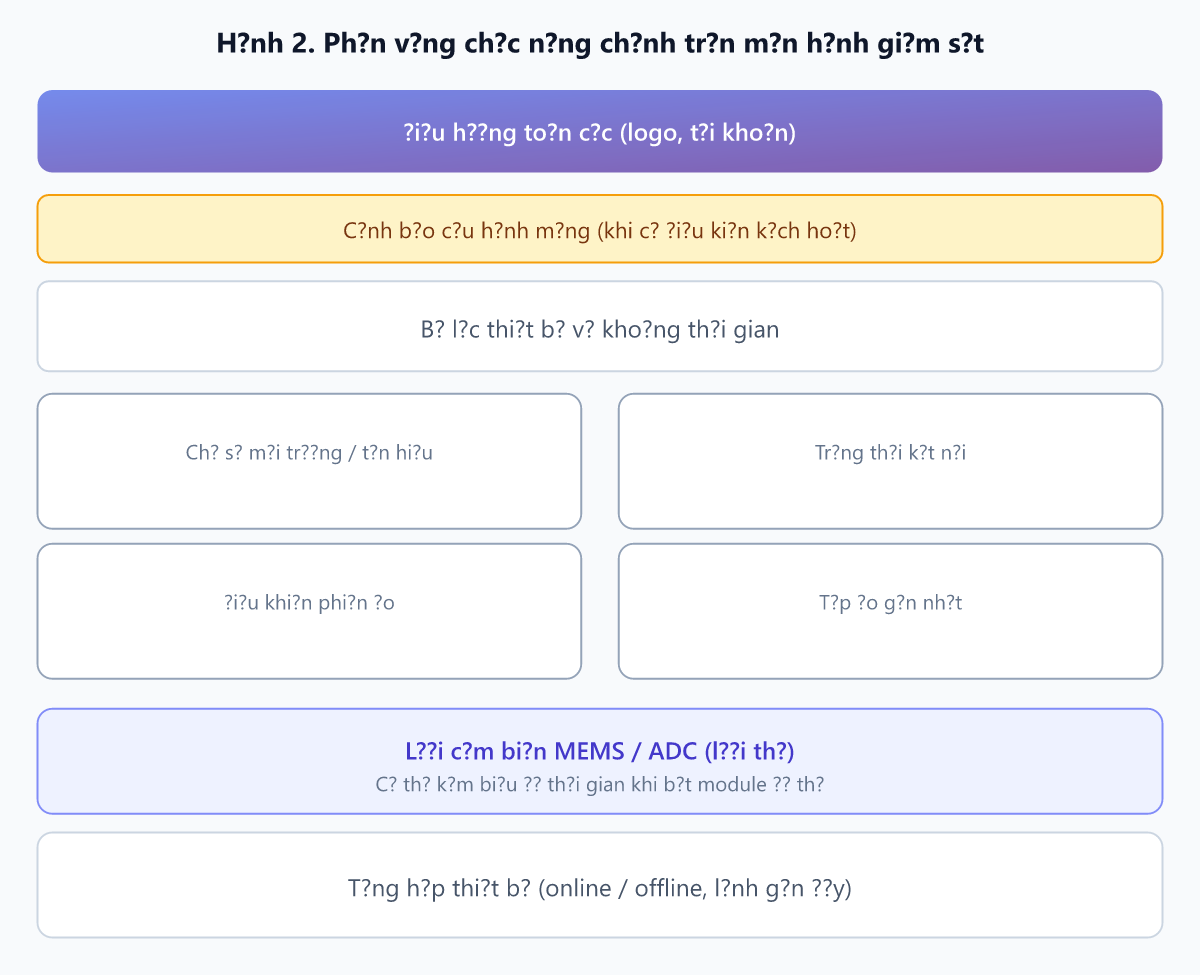 H?nh 2. Ph?n v?ng ch?c n?ng ch?nh tr?n m?n h?nh gi?m s?t
?i?u h??ng to?n c?c (logo, t?i kho?n)
C?nh b?o c?u h?nh m?ng (khi c? ?i?u ki?n k?ch ho?t)
B? l?c thi?t b? v? kho?ng th?i gian
Ch? s? m?i tr??ng / t?n hi?u
Tr?ng th?i k?t n?i
?i?u khi?n phi?n ?o
T?p ?o g?n nh?t
L??i c?m bi?n MEMS / ADC (l??i th?)
C? th? k?m bi?u ?? th?i gian khi b?t module ?? th?
T?ng h?p thi?t b? (online / offline, l?nh g?n ??y)